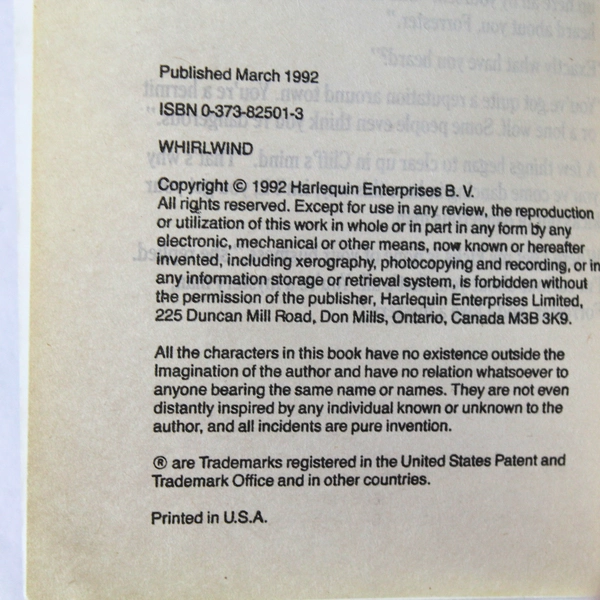 Published March 1992
ISBN 0-373-82501-3
WHIRLWIND
Copyright © 1992 Harlequin Enterprises B. V.
All rights reserved. Except for use in any review, the reproduction
or utilization of this work in whole or in part in any form by any
electronic, mechanical or other means, now known or hereafter
invented, including xerography, photocopying and recording, or in
any information storage or retrieval system, is forbidden without
the permission of the publisher, Harlequin Enterprises Limited,
225 Duncan Mill Road, Don Mills, Ontario, Canada M3B 3K9.
All the characters in this book have no existence outside the
Imagination of the author and have no relation whatsoever to
anyone bearing the same name or names. They are not even
distantly inspired by any individual known or unknown to the
author, and all incidents are pure invention.
® are Trademarks registered in the United States Patent and
Trademark Office and in other countries.
Printed in U.S.A.